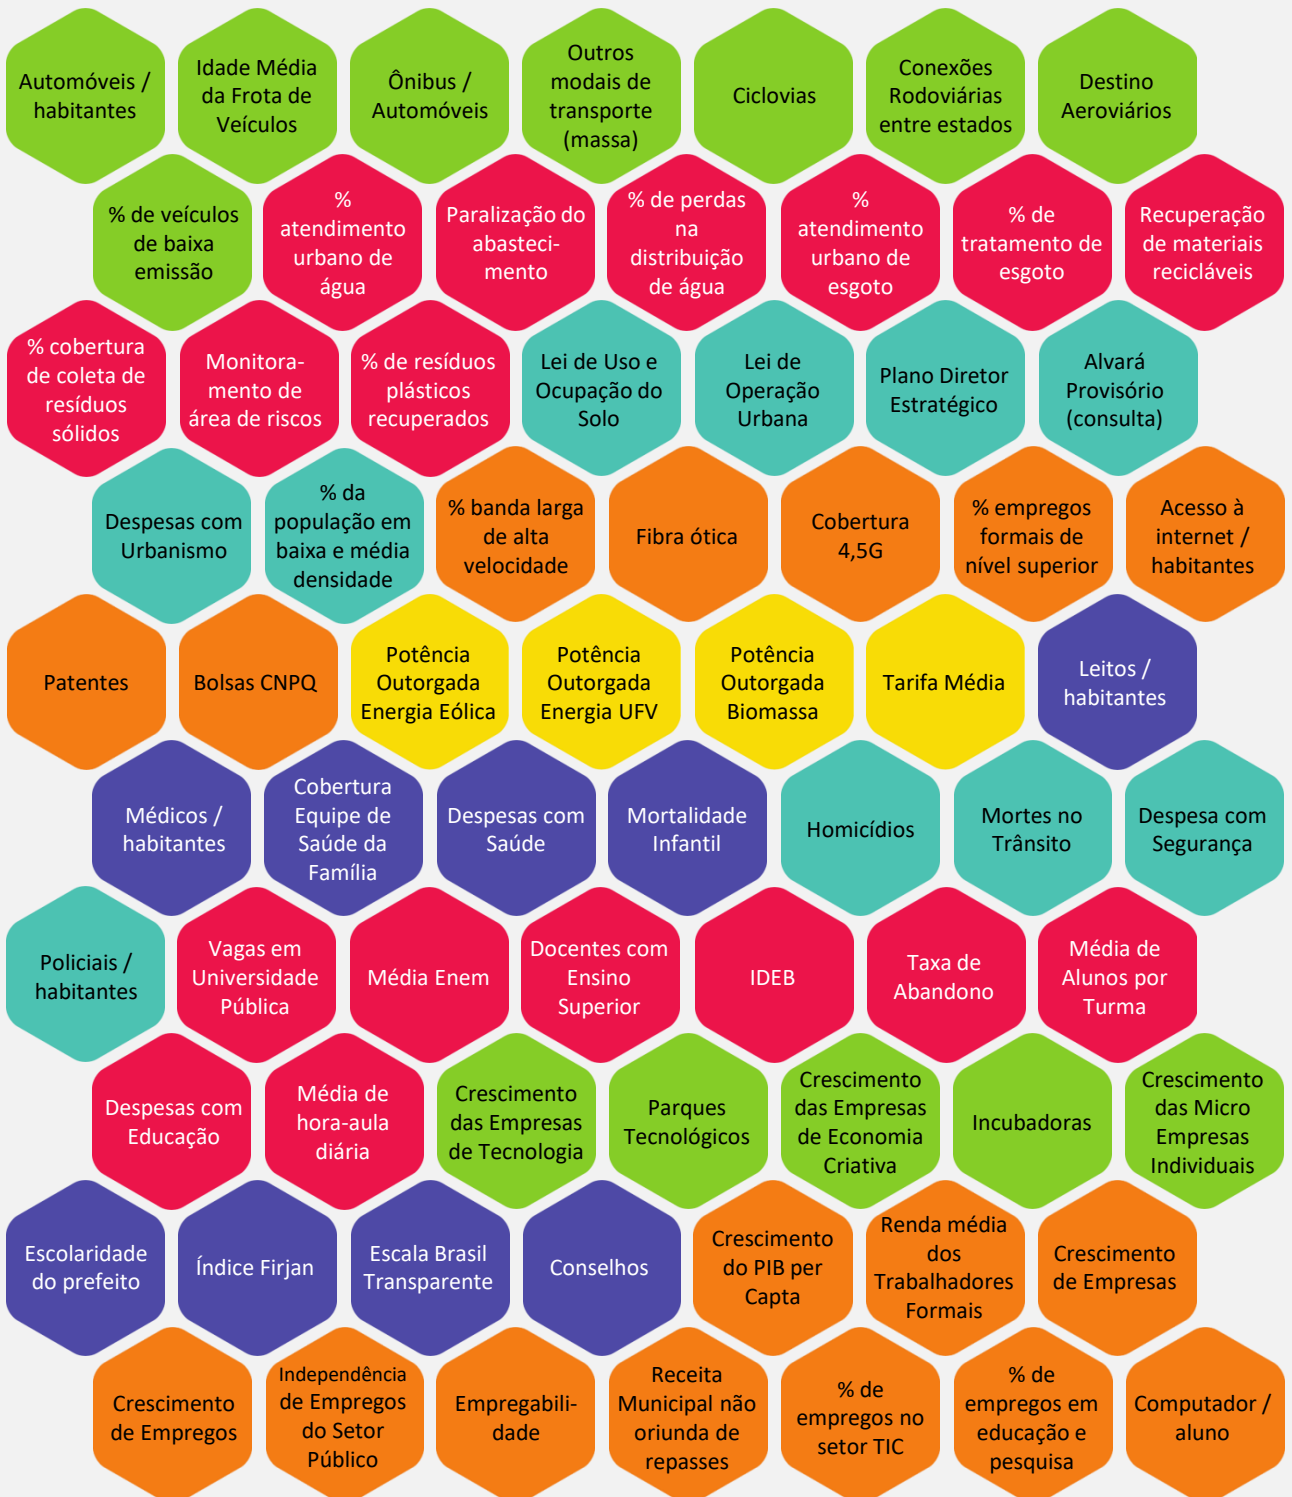 Automóveis /
habitantes
Idade Média
da Frota de
Veículos
Ônibus /
Automóveis
Outros
modais de
transporte
(massa)
Ciclovias
Conexões
Rodoviárias
entre estados
Destino
Aeroviários
% de veículos
de baixa
emissão
%
atendimento
urbano de
água
Paralização do
abasteci-
mento
% de perdas
na
distribuição
de água
%
atendimento
urbano de
esgoto
% de
tratamento de
esgoto
Recuperação
de materiais
recicláveis
% cobertura
de coleta de
resíduos
sólidos
Monitora-
mento de
área de riscos
% de resíduos
plásticos
recuperados
Lei de Uso e
Ocupação do
Solo
Lei de
Operação
Urbana
Plano Diretor
Estratégico
Alvará
Provisório
(consulta)
Despesas com
Urbanismo
% da
população em
baixa e média
densidade
% banda larga
de alta
velocidade
Fibra ótica
Cobertura
4,5G
% empregos
formais de
nível superior
Acesso à
internet /
habitantes
Patentes
Bolsas CNPQ
Potência
Outorgada
Energia Eólica
Potência
Outorgada
Energia UFV
Potência
Outorgada
Biomassa
Tarifa Média
Leitos /
habitantes
Médicos /
habitantes
Cobertura
Equipe de
Saúde da
Família
Despesas com
Saúde
Mortalidade
Infantil
Homicídios
Mortes no
Trânsito
Despesa com
Segurança
Policiais /
habitantes
Vagas em
Universidade
Pública
Média Enem
Docentes com
Ensino
Superior
IDEB
Taxa de
Abandono
Média de
Alunos por
Turma
Despesas com
Educação
Média de
hora-aula
diária
Crescimento
das Empresas
de Tecnologia
Parques
Tecnológicos
Crescimento
das Empresas
de Economia
Criativa
Incubadoras
Crescimento
das Micro
Empresas
Individuais
Escolaridade
do prefeito
Índice Firjan
Escala Brasil
Transparente
Conselhos
Crescimento
do PIB per
Capta
Renda média
dos
Trabalhadores
Formais
Crescimento
de Empresas
Crescimento
de Empregos
Independência
de Empregos
do Setor
Público
Empregabili-
dade
Receita
Municipal não
oriunda de
repasses
% de
empregos no
setor TIC
% de
empregos em
educação e
pesquisa
Computador /
aluno